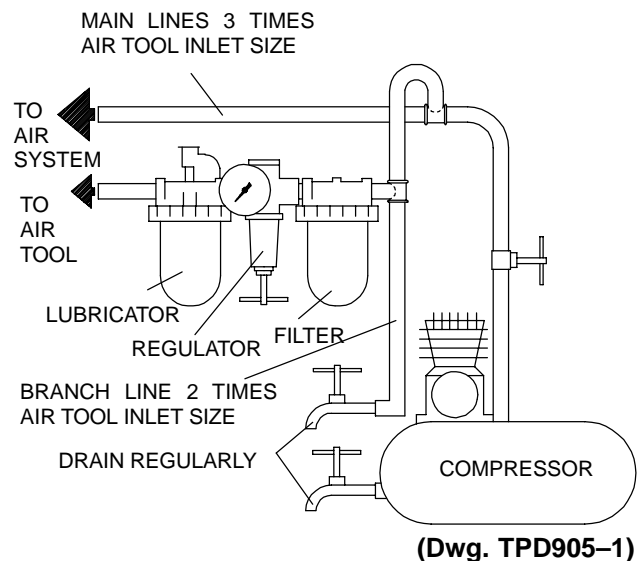 MAIN LINES 3 TIMES
AIR TOOL INLET SIZE
TO
AIR
SYSTEM
TO
AIR
TOOL
LUBRICATOR
REGULATOR
FILTER
BRANCH LINE 2 TIMES
AIR TOOL INLET SIZE
DRAIN REGULARLY
COMPRESSOR
(Dwg. TPD905–1)